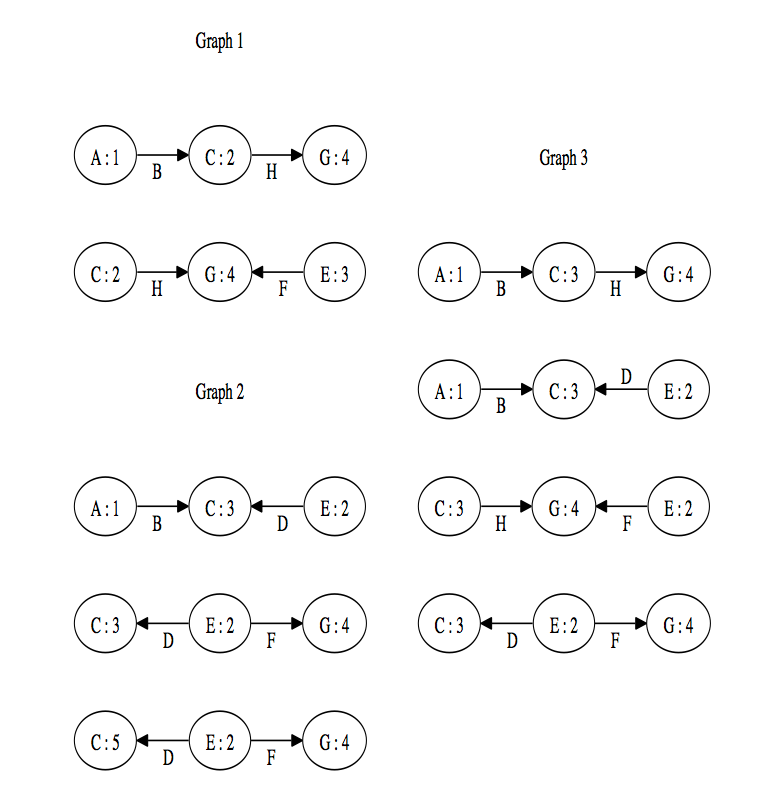 Graph 1
A:1 B C:2 H G:4
C:2 H G:4 F E:3
Graph 2
A:1 B C:3 D E:2
C:3 D E:2 F G:4
C:5 D E:2 F G:4
Graph 3
A:1 B C:3 H G:4
A:1 B C:3 D E:2
C:3 H G:4 F E:2
C:3 D E:2 F G:4